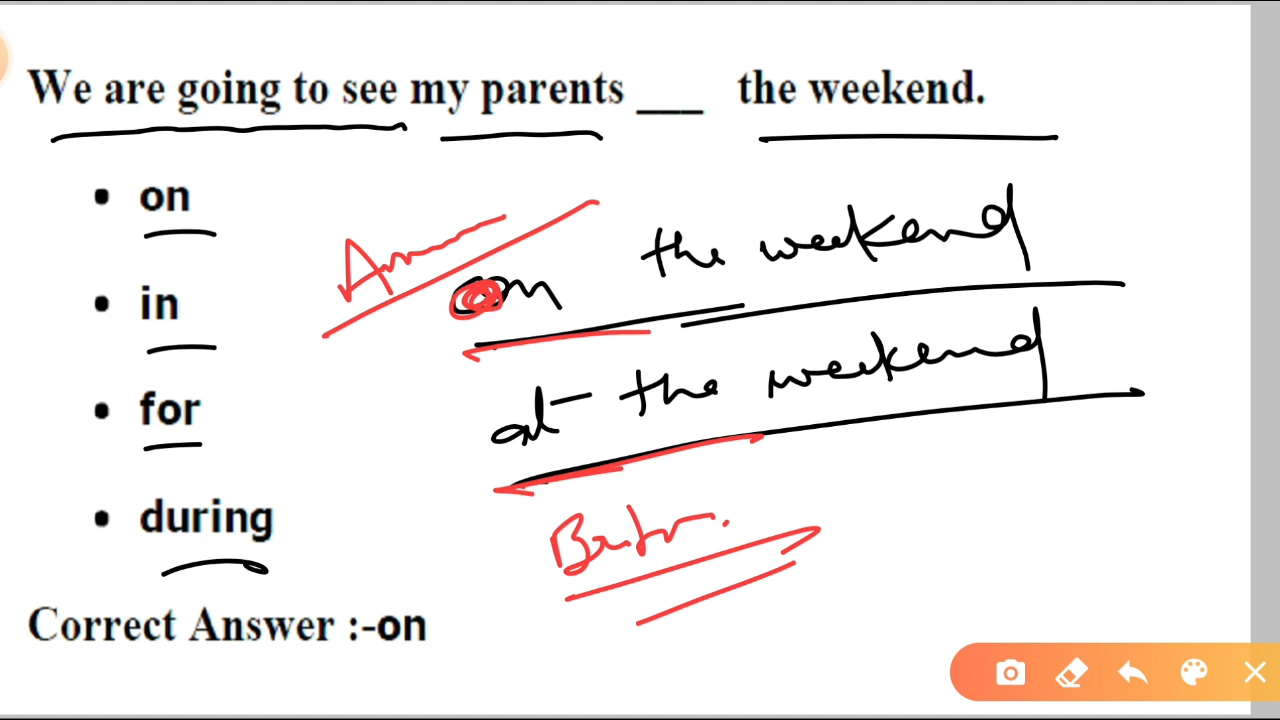 We are going to see my parents ___ the weekend.
• on
• in
• for
• during
on the weekend
at the weekend
Correct Answer :-on